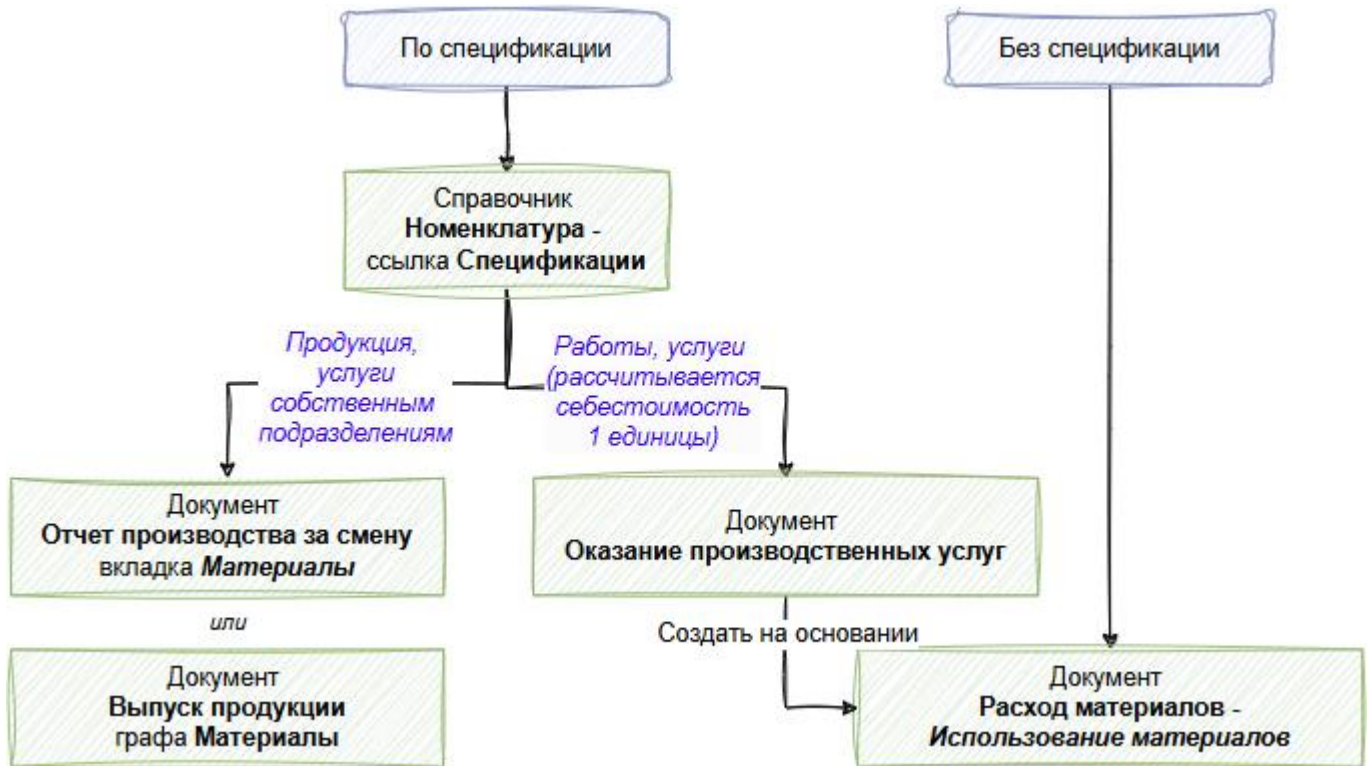 По спецификации
Без спецификации
Справочник
Номенклатура -
ссылка Спецификации
Продукция,
услуги
собственным
подразделениям
Работы, услуги
(рассчитывается
себестоимость
1 единицы)
Документ
Отчет производства за смену
вкладка Материалы
или
Документ
Выпуск продукции
графа Материалы
Документ
Оказание производственных услуг
Создать на основании
Документ
Расход материалов -
Использование материалов